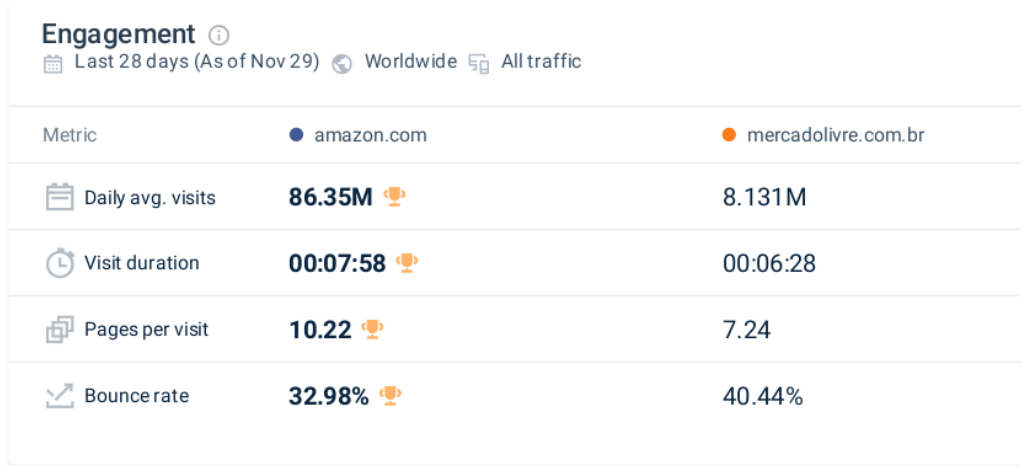 Engagement
Last 28 days (As of Nov 29) Worldwide All traffic
Metric amazon.com mercadolivre.com.br
Daily avg. visits 86.35M 8.131M
Visit duration 00:07:58 00:06:28
Pages per visit 10.22 7.24
Bounce rate 32.98% 40.44%